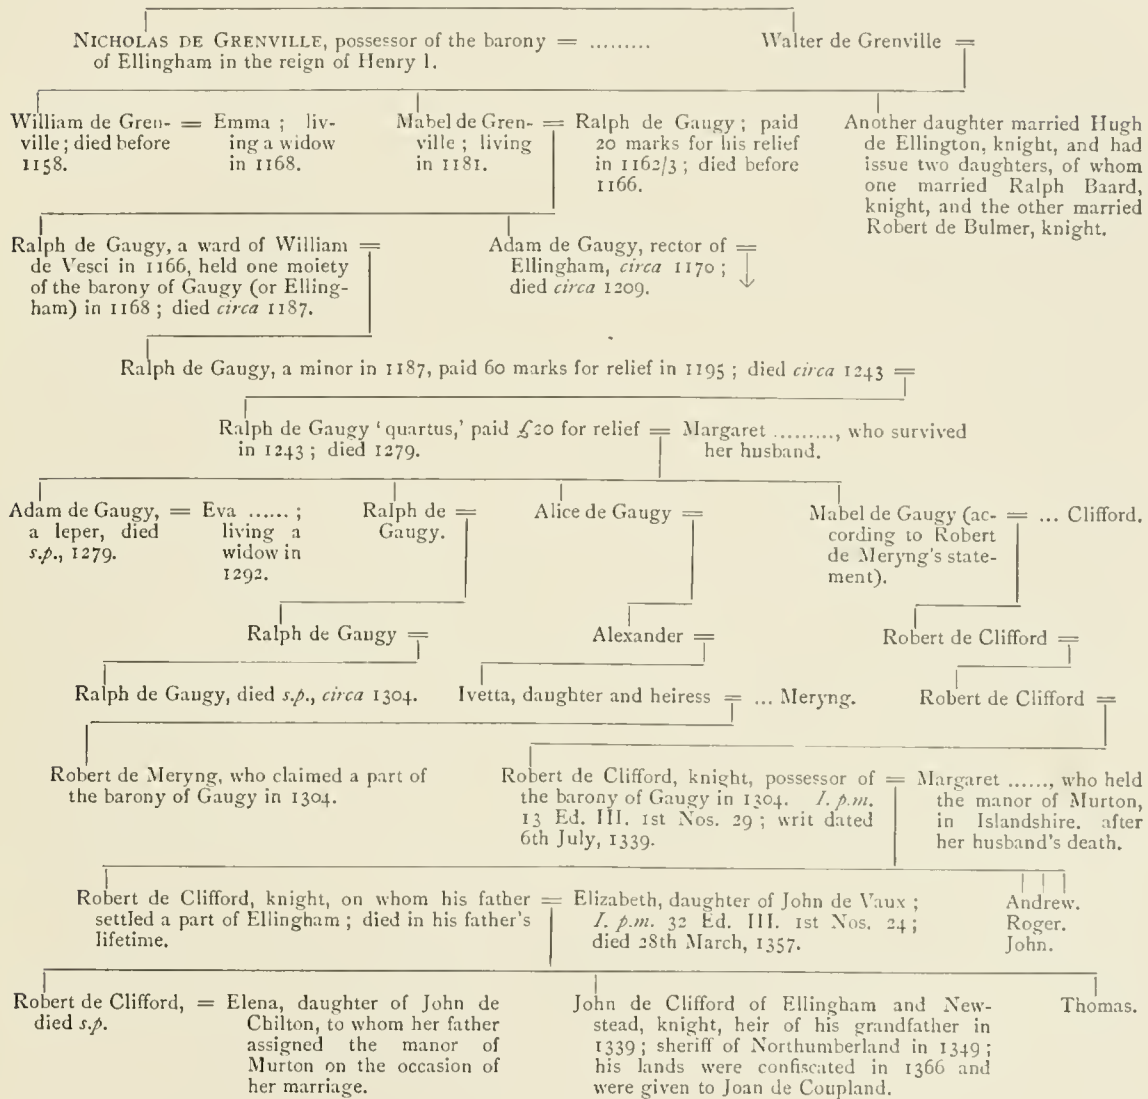 NICHOLAS DE GRENVILLE, possessor of the barony = .........
of Ellingham in the reign of Henry I.
Walter de Grenville =
William de Gren- =
ville; died before
1158.
Emma; liv-
ing a widow
in 1168.
Mabel de Gren- =
ville; living
in 1181.
Ralph de Gaugy; paid
20 marks for his relief
in 1162/3; died before
1166.
Another daughter married Hugh
de Ellington, knight, and had
issue two daughters, of whom
one married Ralph Baard,
knight, and the other married
Robert de Bulmer, knight.
Ralph de Gaugy, a ward of William =
de Vesci in 1166, held one moiety
of the barony of Gaugy (or Elling-
ham) in 1168; died circa 1187.
Adam de Gaugy, rector of =
Ellingham, circa 1170;
died circa 1209.
Ralph de Gaugy, a minor in 1187, paid 60 marks for relief in 1195; died circa 1243 =
Ralph de Gaugy 'quartus,' paid £20 for relief =
in 1243; died 1279.
Margaret ........., who survived
her husband.
Adam de Gaugy, =
a leper, died
s.p., 1279.
Eva ......;
living a
widow in
1292.
Ralph de =
Gaugy.
Alice de Gaugy =
Mabel de Gaugy (ac- = ... Clifford.
cording to Robert
de Meryng's state-
ment).
Ralph de Gaugy =
Alexander =
Robert de Clifford =
Ralph de Gaugy, died s.p., circa 1304.
Ivetta, daughter and heiress = ... Meryng.
Robert de Clifford =
Robert de Meryng, who claimed a part of
the barony of Gaugy in 1304.
Robert de Clifford, knight, possessor of =
the barony of Gaugy in 1304. I. p.m.
13 Ed. III. 1st Nos. 29; writ dated
6th July, 1339.
Margaret ......, who held
the manor of Murton,
in Islandshire. after
her husband's death.
Robert de Clifford, knight, on whom his father =
settled a part of Ellingham; died in his father's
lifetime.
Elizabeth, daughter of John de Vaux;
I. p.m. 32 Ed. III. 1st Nos. 24;
died 28th March, 1357.
Andrew.
Roger.
John.
Robert de Clifford, =
died s.p.
Elena, daughter of John de
Chilton, to whom her father
assigned the manor of
Murton on the occasion of
her marriage.
John de Clifford of Ellingham and New-
stead, knight, heir of his grandfather in
1339; sheriff of Northumberland in 1349;
his lands were confiscated in 1366 and
were given to Joan de Coupland.
Thomas.